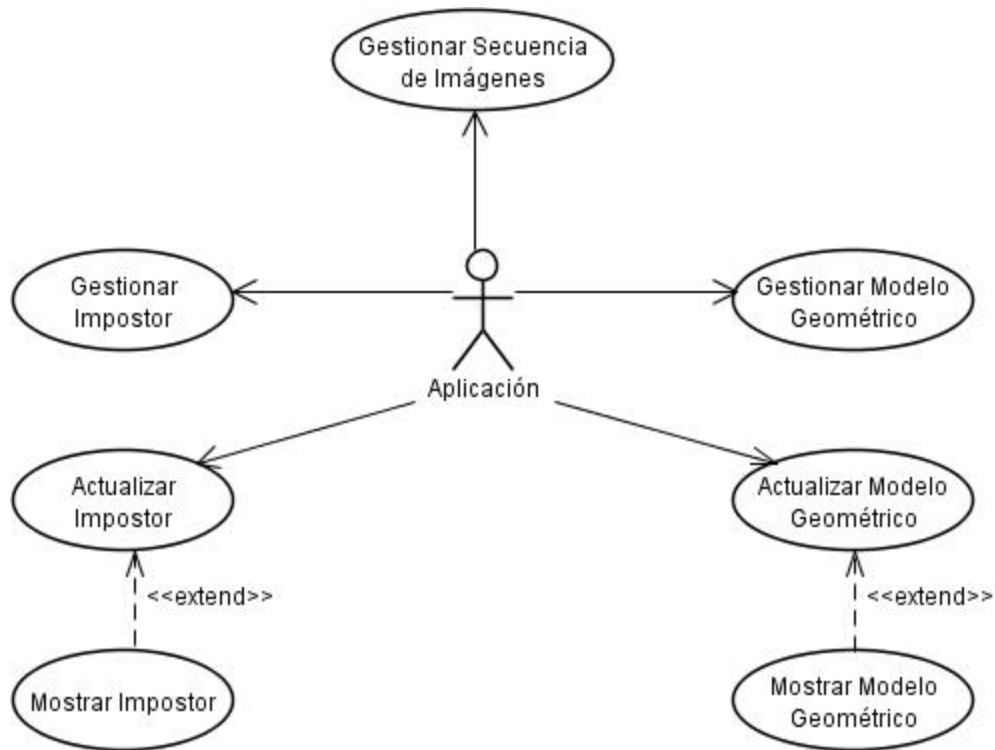 Gestionar Secuencia
de Imágenes
Gestionar
Impostor
Gestionar Modelo
Geométrico
Aplicación
Actualizar
Impostor
Actualizar Modelo
Geométrico
<<extend>>
<<extend>>
Mostrar Impostor
Mostrar Modelo
Geométrico